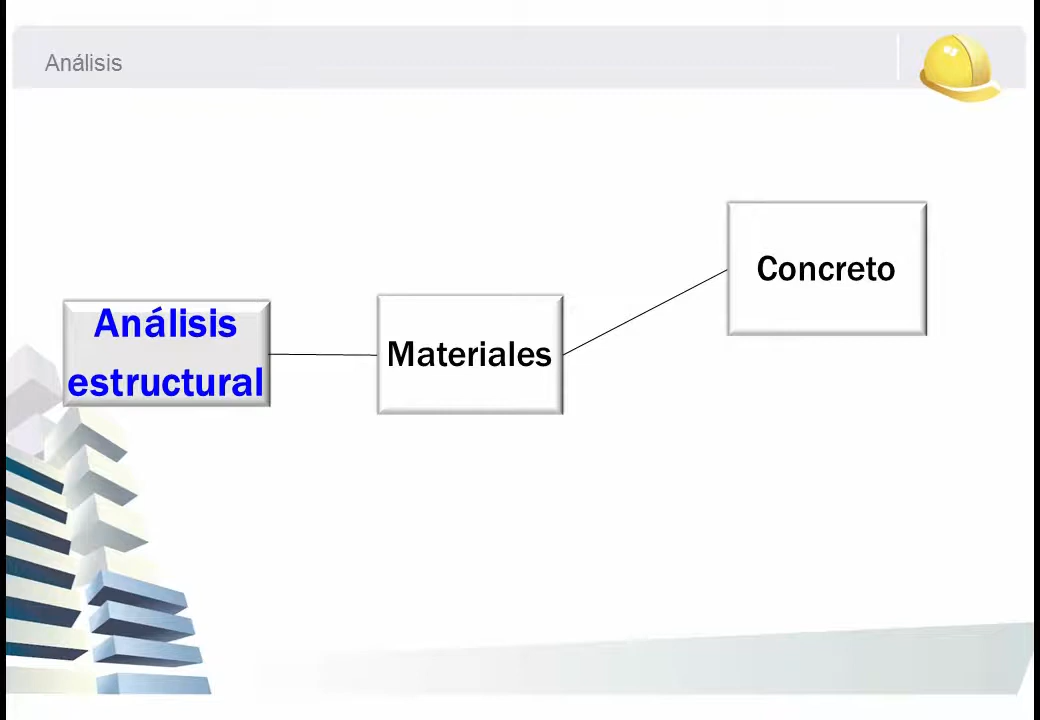 Análisis
Análisis
estructural
Materiales
Concreto